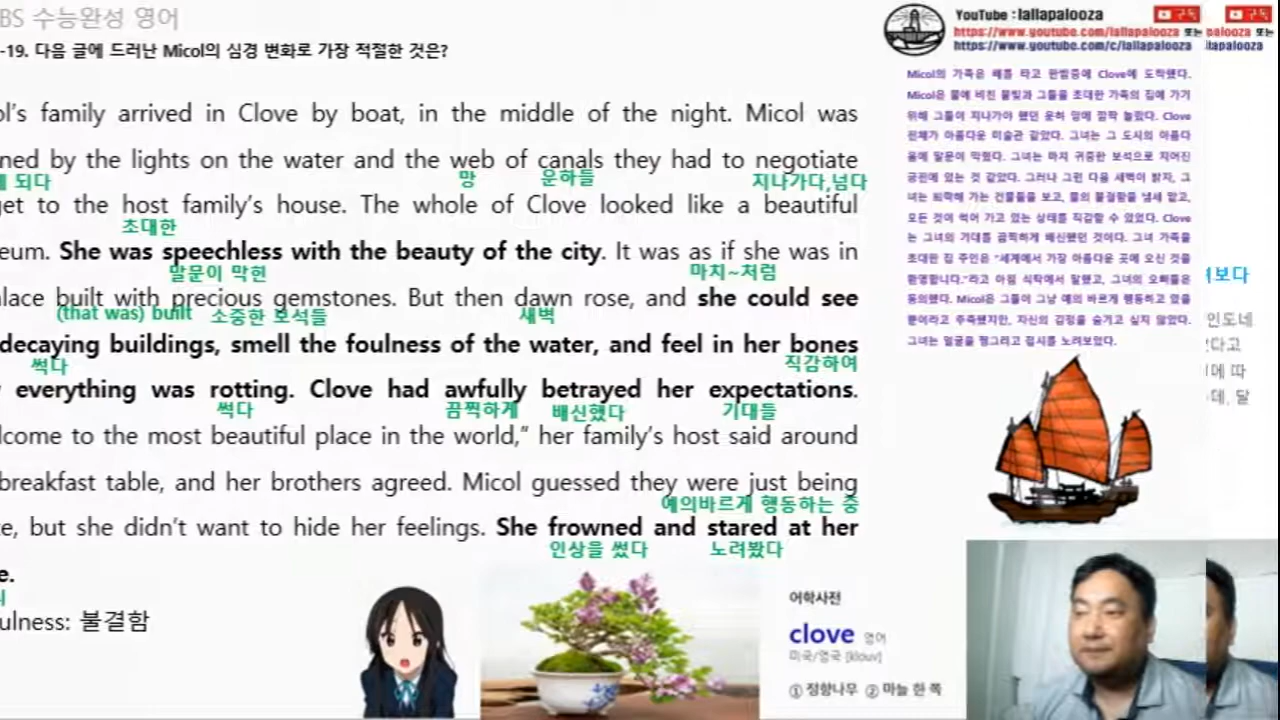 BS 수능완성 영어
-19. 다음 글에 드러난 Micol의 심경 변화로 가장 적절한 것은?
ol's family arrived in Clove by boat, in the middle of the night. Micol was
ned by the lights on the water and the web of canals they had to negotiate
게 되다 망 운하들 지나가다,넘다
get to the host family's house. The whole of Clove looked like a beautiful
초대한
eum. She was speechless with the beauty of the city. It was as if she was in
말문이 막현 마치~처럼
alace built with precious gemstones. But then dawn rose, and she could see
(that was) built 소중한 보석들 새벽
decaying buildings, smell the foulness of the water, and feel in her bones
썩다 직감하여
everything was rotting. Clove had awfully betrayed her expectations.
썩다 끔찍하게 배신했다 기대들
lcome to the most beautiful place in the world," her family's host said around
breakfast table, and her brothers agreed. Micol guessed they were just being
예의바르게 행동하는 중
te, but she didn't want to hide her feelings. She frowned and stared at her
인상을 썼다 노려봤다
e.
ulness: 불결함
YouTube : lallapalooza 구독 구독
https://www.youtube.com/lallapalooza 또는 palooza 또는
https://www.youtube.com/c/lallapalooza lapalooza
Micol의 가족은 배를 타고 한밤중에 Clove에 도착했다.
Micol은 물에 비친 불빛과 그들을 초대한 가족의 집에 가기
위해 그들이 지나가야 했던 운하 망에 깜짝 놀랐다. Clove
전체가 아름다운 미술관 같았다. 그녀는 그 도시의 아름다
움에 말문이 막혔다. 그녀는 마치 귀중한 보석으로 지어진
궁전에 있는 것 같았다. 그러나 그런 다음 새벽이 밝자, 그
녀는 퇴락해 가는 건물들을 보고, 물의 불결함을 냄새 맡고,
모든 것이 썩어 가고 있는 상태를 직감할 수 있었다. Clove
는 그녀의 기대를 끔찍하게 배신했던 것이다. 그녀 가족을
초대한 집 주인은 "세계에서 가장 아름다운 곳에 오신 것을
환영합니다."라고 아침 식탁에서 말했고, 그녀의 오빠들은
동의했다. Micol은 그들이 그냥 예의 바르게 행동하고 있을
뿐이라고 추측했지만, 자신의 감정을 숨기고 싶지 않았다.
그녀는 얼굴을 찡그리고 접시를 노려보았다.
보다
인도네
다고
에 따
데, 달
어학사전
clove 영어
미국/영국 [klouv]
① 정향나무 ② 마늘 한 쪽